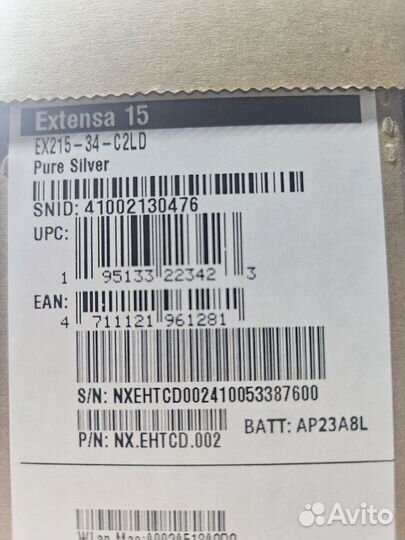 Extensa 15
EX215-34-C2LD
Pure Silver
SNID: 41002130476
UPC:
1 95133 22342 3
EAN:
4 711121 961281
S/N: NXEHTCD002410053387600
P/N: NX.EHTCD.002 BATT: AP23A8L
Avito